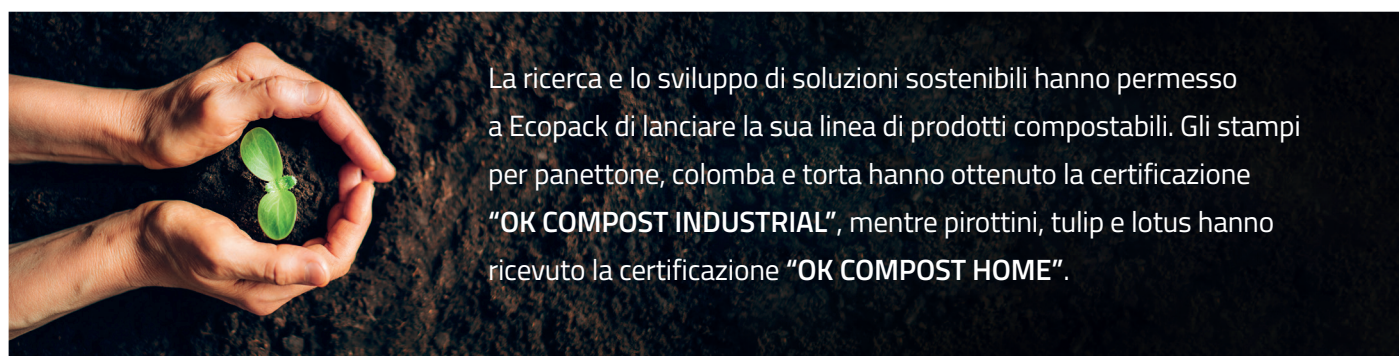 La ricerca e lo sviluppo di soluzioni sostenibili hanno permesso
a Ecopack di lanciare la sua linea di prodotti compostabili. Gli stampi
per panettone, colomba e torta hanno ottenuto la certificazione
“OK COMPOST INDUSTRIAL”, mentre pirottini, tulip e lotus hanno
ricevuto la certificazione “OK COMPOST HOME”.